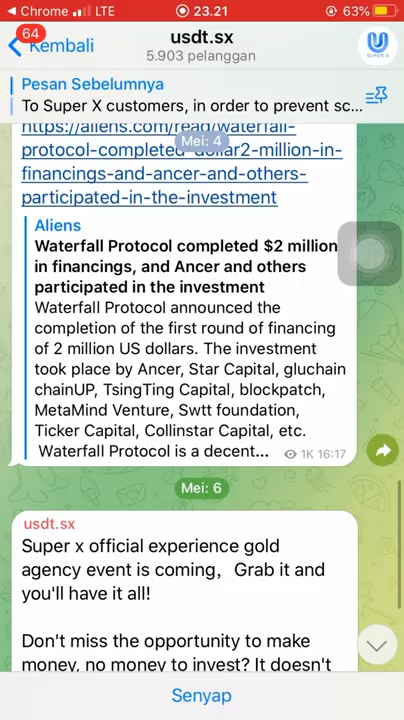 Chrome
23.21
63%
64
Kembali
usdt.sx
5.903 pelanggan
SUPER X
Pesan Sebelumnya
To Super X customers, in order to prevent sc...
https://aliens.com/read/waterfall-
Mei: 4
protocol-completed-dollar2-million-in-
financings-and-ancer-and-others-
participated-in-the-investment
Aliens
Waterfall Protocol completed $2 million
in financings, and Ancer and others
participated in the investment
Waterfall Protocol announced the
completion of the first round of financing
of 2 million US dollars. The investment
took place by Ancer, Star Capital, gluchain
chainUP, TsingTing Capital, blockpatch,
MetaMind Venture, Swtt foundation,
Ticker Capital, Collinstar Capital, etc.
Waterfall Protocol is a decent...
1K 16:17
Mei: 6
usdt.sx
Super x official experience gold
agency event is coming，Grab it and
you'll have it all!
Don't miss the opportunity to make
money, no money to invest? It doesn't
Senyap